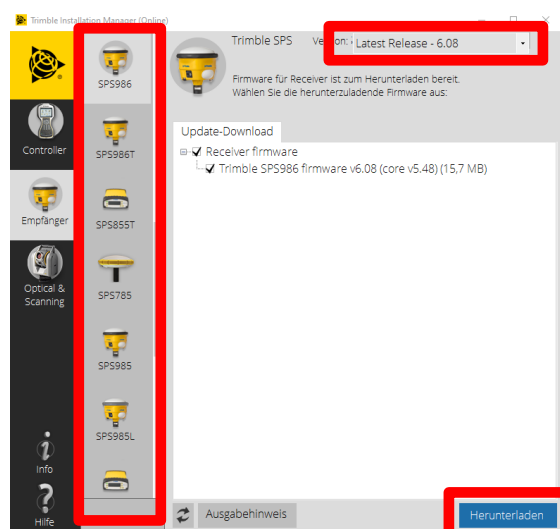 Trimble Installation Manager (Online)
Controller
Empfänger
Optical &
Scanning
Info
Hilfe
SPS986
SPS986T
SPS855T
SPS785
SPS985
SPS985L
Trimble SPS
Latest Release - 6.08
Firmware für Receiver ist zum Herunterladen bereit.
Wählen Sie die herunterzuladende Firmware aus:
Update-Download
Receiver firmware
Trimble SPS986 firmware v6.08 (core v5.48) (15,7 MB)
Ausgabehinweis
Herunterladen